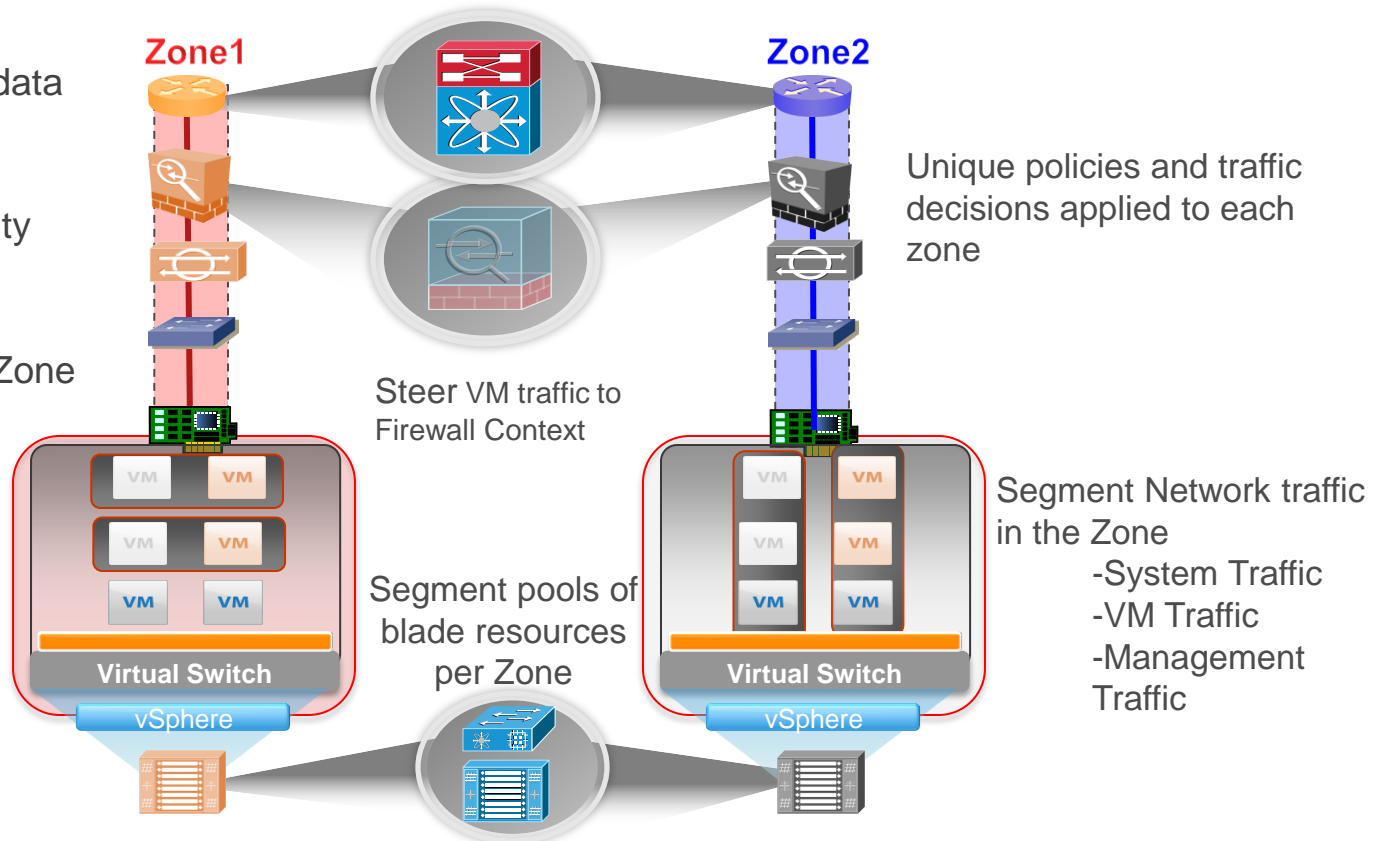 Zone1
Zone2
data
ty
Zone
Unique policies and traffic
decisions applied to each
zone
Steer VM traffic to
Firewall Context
VM VM
VM VM
VM VM
Virtual Switch
vSphere
Segment pools of
blade resources
per Zone
VM VM
VM VM
VM VM
Virtual Switch
vSphere
Segment Network traffic
in the Zone
-System Traffic
-VM Traffic
-Management
Traffic